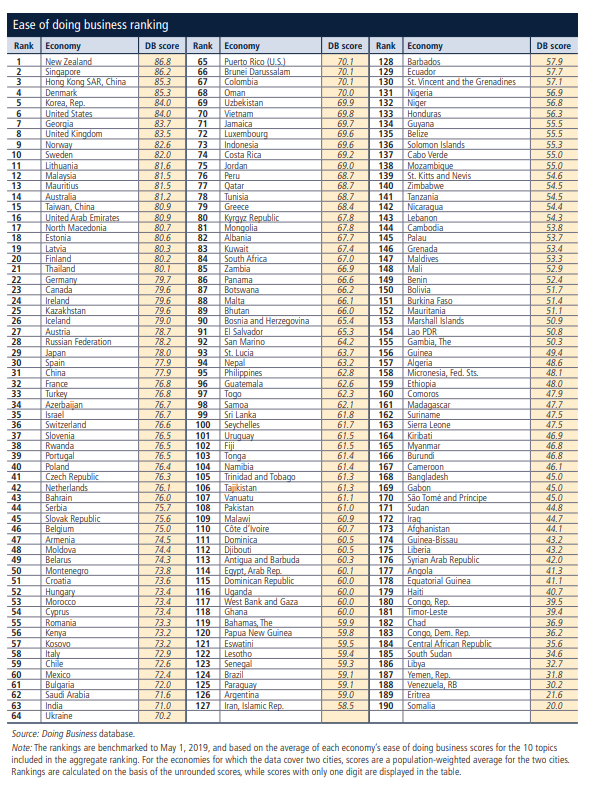 Ease of doing business ranking
Rank Economy DB score Rank Economy DB score Rank Economy DB score
1 New Zealand 86.8 65 Puerto Rico (U.S.) 70.1 128 Barbados 57.9
2 Singapore 86.2 66 Brunei Darussalam 70.1 129 Ecuador 57.7
3 Hong Kong SAR, China 85.3 67 Colombia 70.1 130 St. Vincent and the Grenadines 57.1
4 Denmark 85.3 68 Oman 70.0 131 Nigeria 56.9
5 Korea, Rep. 84.0 69 Uzbekistan 69.9 132 Niger 56.8
6 United States 84.0 70 Vietnam 69.8 133 Honduras 56.3
7 Georgia 83.7 71 Jamaica 69.7 134 Guyana 55.5
8 United Kingdom 83.5 72 Luxembourg 69.6 135 Belize 55.5
9 Norway 82.6 73 Indonesia 69.6 136 Solomon Islands 55.3
10 Sweden 82.0 74 Costa Rica 69.2 137 Cabo Verde 55.0
11 Lithuania 81.6 75 Jordan 69.0 138 Mozambique 55.0
12 Malaysia 81.5 76 Peru 68.7 139 St. Kitts and Nevis 54.6
13 Mauritius 81.5 77 Qatar 68.7 140 Zimbabwe 54.5
14 Australia 81.2 78 Tunisia 68.7 141 Tanzania 54.5
15 Taiwan, China 80.9 79 Greece 68.4 142 Nicaragua 54.4
16 United Arab Emirates 80.9 80 Kyrgyz Republic 67.8 143 Lebanon 54.3
17 North Macedonia 80.7 81 Mongolia 67.8 144 Cambodia 53.8
18 Estonia 80.6 82 Albania 67.7 145 Palau 53.7
19 Latvia 80.3 83 Kuwait 67.4 146 Grenada 53.4
20 Finland 80.2 84 South Africa 67.0 147 Maldives 53.3
21 Thailand 80.1 85 Zambia 66.9 148 Mali 52.9
22 Germany 79.7 86 Panama 66.6 149 Benin 52.4
23 Canada 79.6 87 Botswana 66.2 150 Bolivia 51.7
24 Ireland 79.6 88 Malta 66.1 151 Burkina Faso 51.4
25 Kazakhstan 79.6 89 Bhutan 66.0 152 Mauritania 51.1
26 Iceland 79.0 90 Bosnia and Herzegovina 65.4 153 Marshall Islands 50.9
27 Austria 78.7 91 El Salvador 65.3 154 Lao PDR 50.8
28 Russian Federation 78.2 92 San Marino 64.2 155 Gambia, The 50.3
29 Japan 78.0 93 St. Lucia 63.7 156 Guinea 49.4
30 Spain 77.9 94 Nepal 63.2 157 Algeria 48.6
31 China 77.9 95 Philippines 62.8 158 Micronesia, Fed. Sts. 48.1
32 France 76.8 96 Guatemala 62.6 159 Ethiopia 48.0
33 Turkey 76.8 97 Togo 62.3 160 Comoros 47.9
34 Azerbaijan 76.7 98 Samoa 62.1 161 Madagascar 47.7
35 Israel 76.7 99 Sri Lanka 61.8 162 Suriname 47.5
36 Switzerland 76.6 100 Seychelles 61.7 163 Sierra Leone 47.5
37 Slovenia 76.5 101 Uruguay 61.5 164 Kiribati 46.9
38 Rwanda 76.5 102 Fiji 61.5 165 Myanmar 46.8
39 Portugal 76.5 103 Tonga 61.4 166 Burundi 46.8
40 Poland 76.4 104 Namibia 61.4 167 Cameroon 46.1
41 Czech Republic 76.3 105 Trinidad and Tobago 61.3 168 Bangladesh 45.0
42 Netherlands 76.1 106 Tajikistan 61.3 169 Gabon 45.0
43 Bahrain 76.0 107 Vanuatu 61.1 170 São Tomé and Príncipe 45.0
44 Serbia 75.7 108 Pakistan 61.0 171 Sudan 44.8
45 Slovak Republic 75.6 109 Malawi 60.9 172 Iraq 44.7
46 Belgium 75.0 110 Côte d'Ivoire 60.7 173 Afghanistan 44.1
47 Armenia 74.5 111 Dominica 60.5 174 Guinea-Bissau 43.2
48 Moldova 74.4 112 Djibouti 60.5 175 Liberia 43.2
49 Belarus 74.3 113 Antigua and Barbuda 60.3 176 Syrian Arab Republic 42.0
50 Montenegro 73.8 114 Egypt, Arab Rep. 60.1 177 Angola 41.3
51 Croatia 73.6 115 Dominican Republic 60.0 178 Equatorial Guinea 41.1
52 Hungary 73.4 116 Uganda 60.0 179 Haiti 40.7
53 Morocco 73.4 117 West Bank and Gaza 60.0 180 Congo, Rep. 39.5
54 Cyprus 73.4 118 Ghana 60.0 181 Timor-Leste 39.4
55 Romania 73.3 119 Bahamas, The 59.9 182 Chad 36.9
56 Kenya 73.2 120 Papua New Guinea 59.8 183 Congo, Dem. Rep. 36.2
57 Kosovo 73.2 121 Eswatini 59.5 184 Central African Republic 35.6
58 Italy 72.9 122 Lesotho 59.4 185 South Sudan 34.6
59 Chile 72.6 123 Senegal 59.3 186 Libya 32.7
60 Mexico 72.4 124 Brazil 59.1 187 Yemen, Rep. 31.8
61 Bulgaria 72.0 125 Paraguay 59.1 188 Venezuela, RB 30.2
62 Saudi Arabia 71.6 126 Argentina 59.0 189 Eritrea 21.6
63 India 71.0 127 Iran, Islamic Rep. 58.5 190 Somalia 20.0
64 Ukraine 70.2
Source: Doing Business database.
Note: The rankings are benchmarked to May 1, 2019, and based on the average of each economy's ease of doing business scores for the 10 topics
included in the aggregate ranking. For the economies for which the data cover two cities, scores are a population-weighted average for the two cities.
Rankings are calculated on the basis of the unrounded scores, while scores with only one digit are displayed in the table.